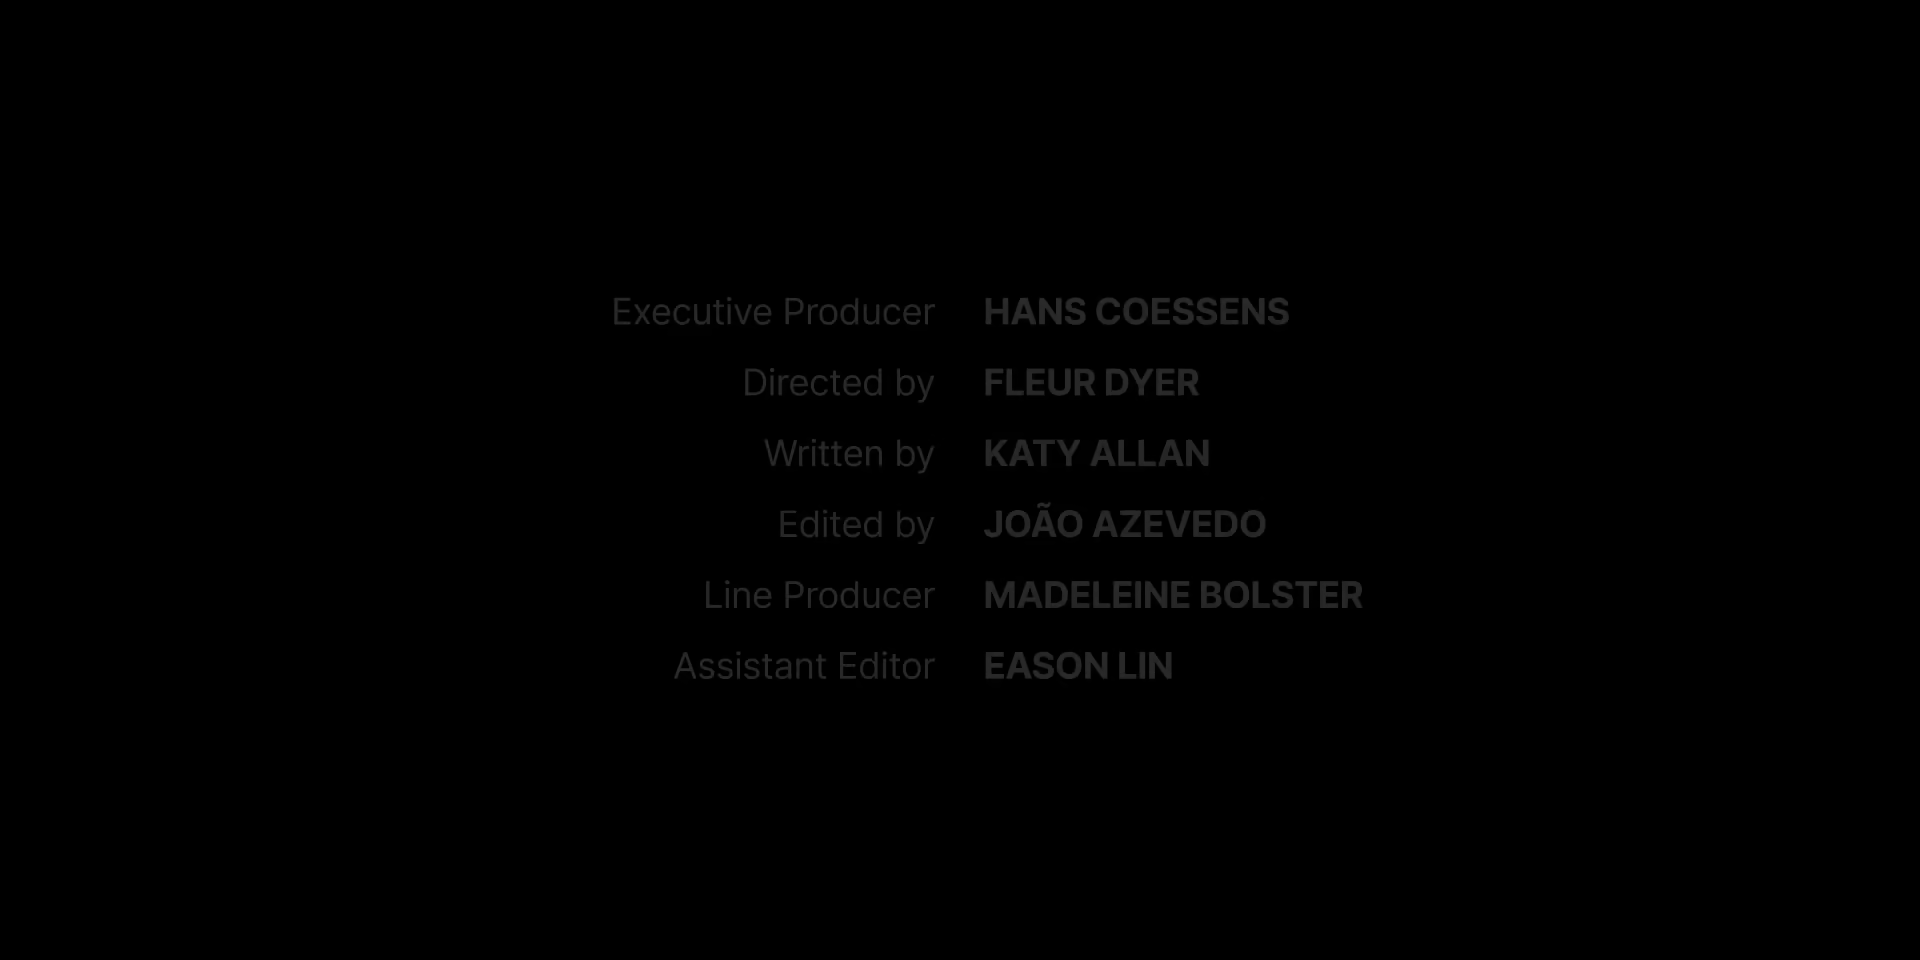 Executive Producer HANS COESSENS
Directed by FLEUR DYER
Written by KATY ALLAN
Edited by JOÃO AZEVEDO
Line Producer MADELEINE BOLSTER
Assistant Editor EASON LIN